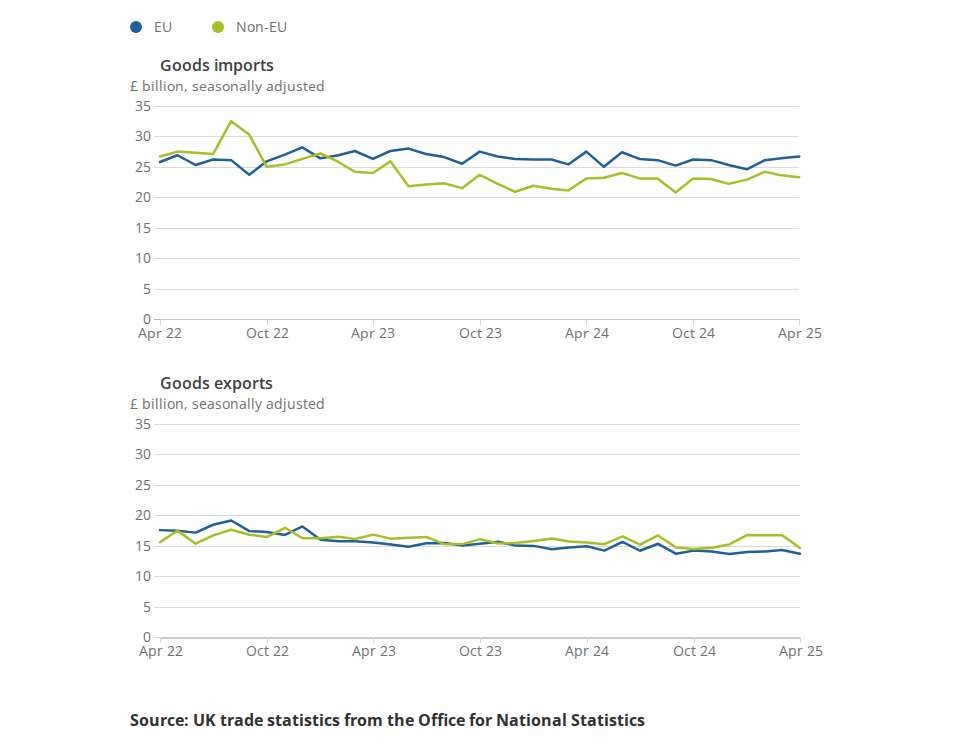 EU Non-EU
Goods imports
£ billion, seasonally adjusted
35
30
25
20
15
10
5
0
Apr 22 Oct 22 Apr 23 Oct 23 Apr 24 Oct 24 Apr 25
Goods exports
£ billion, seasonally adjusted
35
30
25
20
15
10
5
0
Apr 22 Oct 22 Apr 23 Oct 23 Apr 24 Oct 24 Apr 25
Source: UK trade statistics from the Office for National Statistics